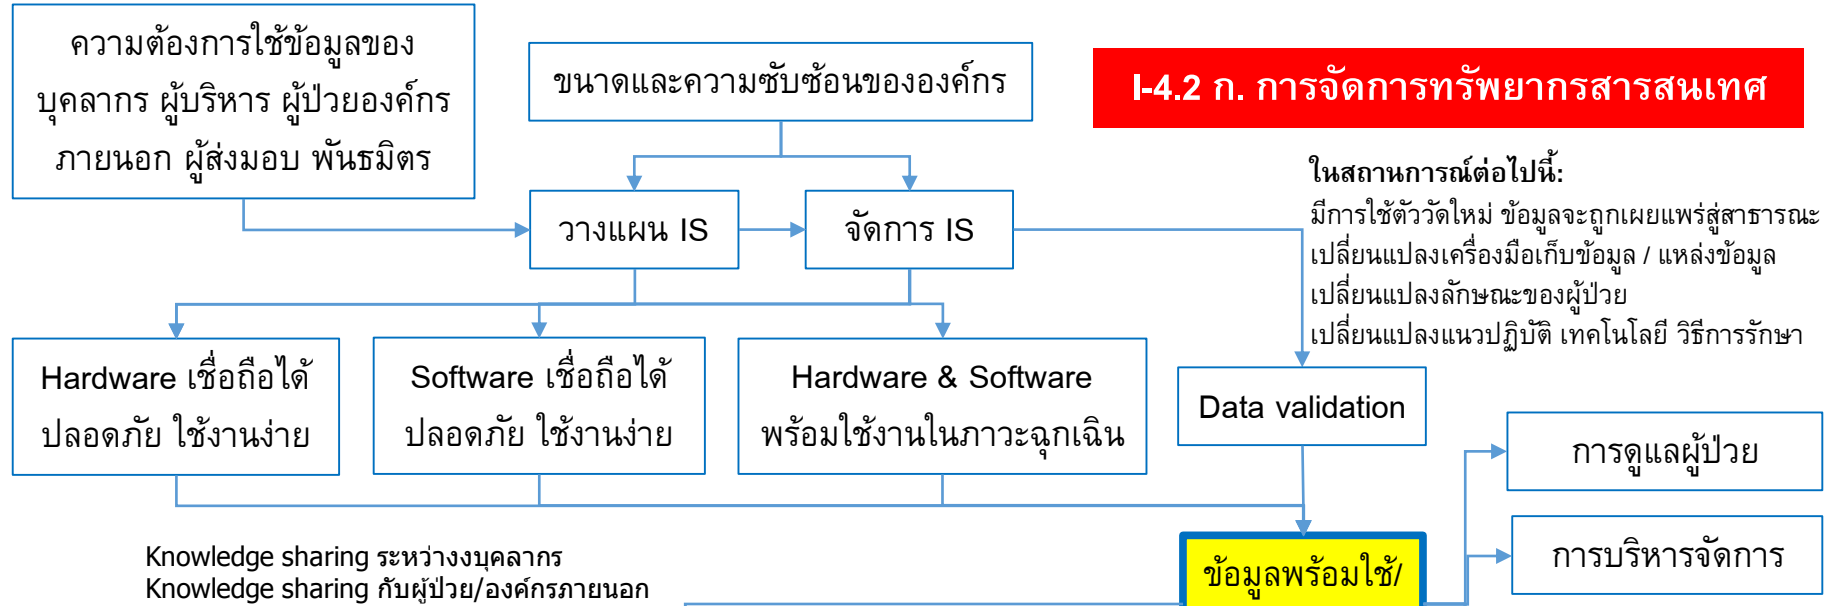 ความต้องการใช้ข้อมูลของ
บุคลากร ผู้บริหาร ผู้ป่วยองค์กร
ภายนอก ผู้ส่งมอบ พันธมิตร
ขนาดและความซับซ้อนขององค์กร
I-4.2 ก. การจัดการทรัพยากรสารสนเทศ
ในสถานการณ์ต่อไปนี้:
มีการใช้ตัววัดใหม่ ข้อมูลจะถูกเผยแพร่สู่สาธารณะ
เปลี่ยนแปลงเครื่องมือเก็บข้อมูล / แหล่งข้อมูล
เปลี่ยนแปลงลักษณะของผู้ป่วย
เปลี่ยนแปลงแนวปฏิบัติ เทคโนโลยี วิธีการรักษา
วางแผน IS
จัดการ IS
Hardware เชื่อถือได้
ปลอดภัย ใช้งานง่าย
Software เชื่อถือได้
ปลอดภัย ใช้งานง่าย
Hardware & Software
พร้อมใช้งานในภาวะฉุกเฉิน
Data validation
การดูแลผู้ป่วย
การบริหารจัดการ
ข้อมูลพร้อมใช้/
Knowledge sharing ระหว่างงบุคลากร
Knowledge sharing กับผู้ป่วย/องค์กรภายนอก